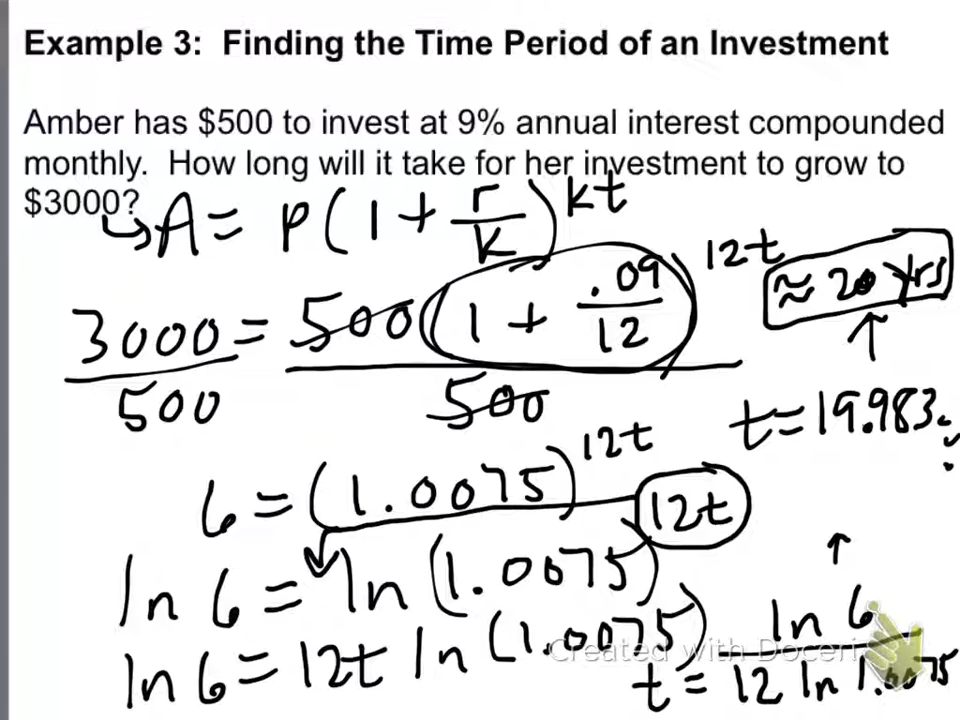 Example 3: Finding the Time Period of an Investment
Amber has $500 to invest at 9% annual interest compounded
monthly. How long will it take for her investment to grow to
$3000?
A = P(1 + r/k)^kt
3000/500 = 500(1 + .09/12)^12t/500
≈ 20 yrs
t = 19.983...
6 = (1.0075)^12t
ln 6 = ln(1.0075)^12t
ln 6 = 12t ln(1.0075)
t = ln 6/12 ln 1.0075
Created with Doceri